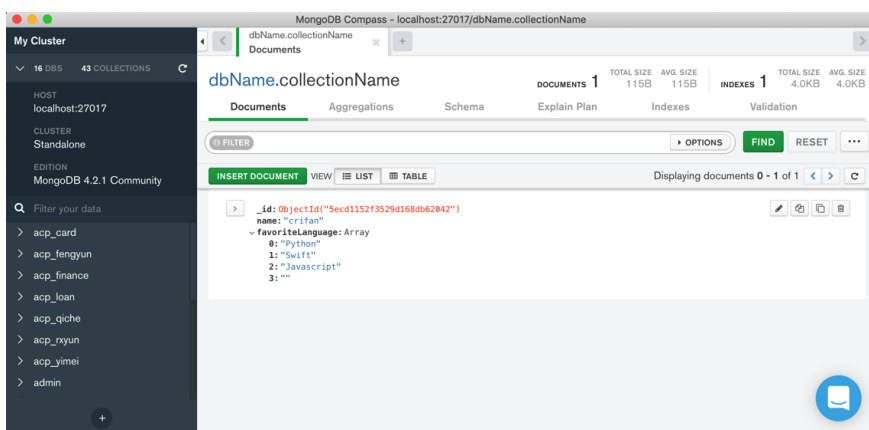 MongoDB Compass - localhost:27017/dbName.collectionName
My Cluster
16 DBS 43 COLLECTIONS
HOST
localhost:27017
CLUSTER
Standalone
EDITION
MongoDB 4.2.1 Community
Filter your data
acp_card
acp_fengyun
acp_finance
acp_loan
acp_qiche
acp_rxyun
acp_yimei
admin
+
dbName.collectionName
Documents
+
dbName.collectionName
DOCUMENTS 1
TOTAL SIZE AVG. SIZE
115B 115B
INDEXES 1
TOTAL SIZE AVG. SIZE
4.0KB 4.0KB
Documents Aggregations Schema Explain Plan Indexes Validation
FILTER
OPTIONS
FIND RESET ...
INSERT DOCUMENT VIEW LIST TABLE
Displaying documents 0 - 1 of 1 < >
_id: ObjectId("5ecd1152f3529d168db62042")
name: "crifan"
favoriteLanguage: Array
0: "Python"
1: "Swift"
2: "Javascript"
3: ""